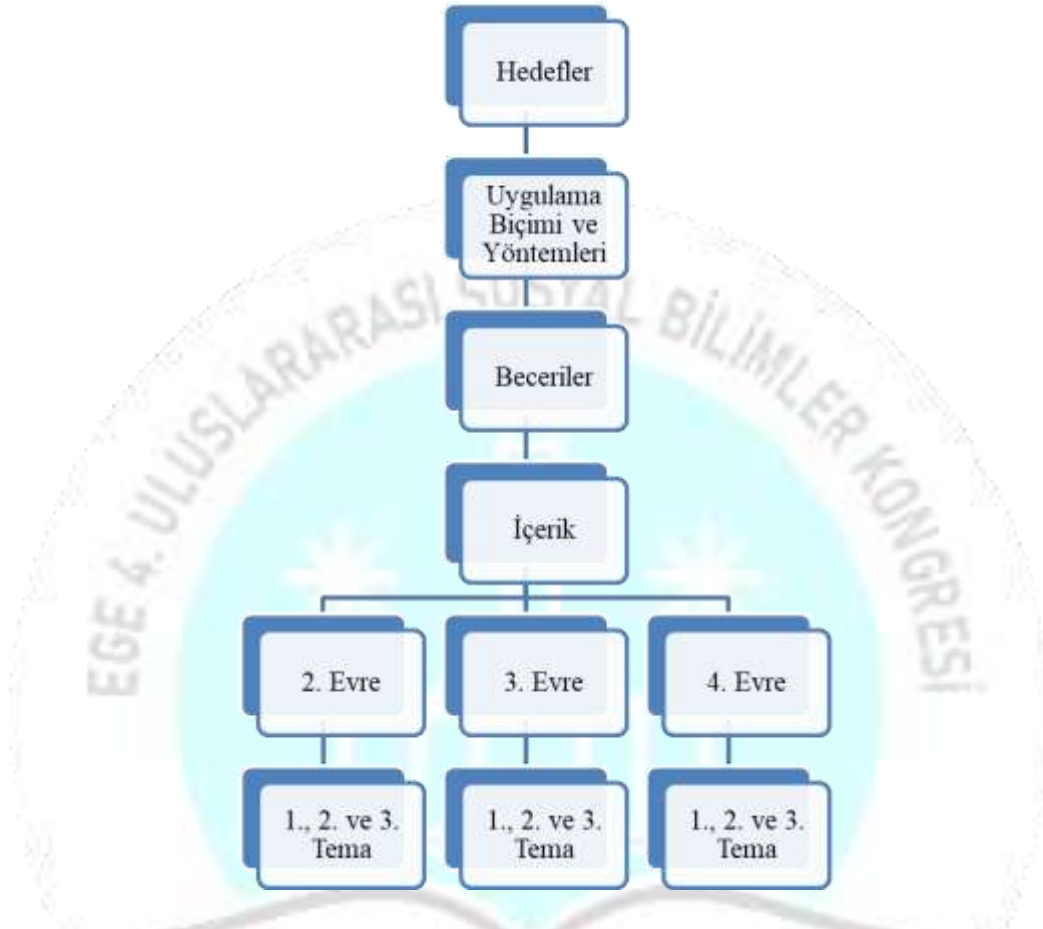 Hedefler
Uygulama
Biçimi ve
Yöntemleri
EGE 4. ULUSLARARASI SOSYAL BİLİMLER KONGRESİ
Beceriler
İçerik
2. Evre
3. Evre
4. Evre
1., 2. ve 3.
Tema
1., 2. ve 3.
Tema
1., 2. ve 3.
Tema